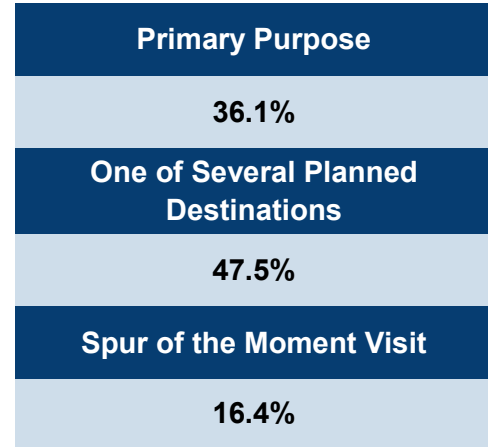 Primary Purpose
36.1%
One of Several Planned
Destinations
47.5%
Spur of the Moment Visit
16.4%